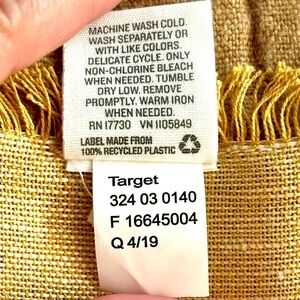 MACHINE WASH COLD.
WASH SEPARATELY OR
WITH LIKE COLORS.
DELICATE CYCLE. ONLY
NON-CHLORINE BLEACH
WHEN NEEDED. TUMBLE
DRY LOW. REMOVE
PROMPTLY. WARM IRON
WHEN NEEDED.
RN 17730 VN 1105849
LABEL MADE FROM
100% RECYCLED PLASTIC
Target
324 03 0140
F 16645004
Q 4/19